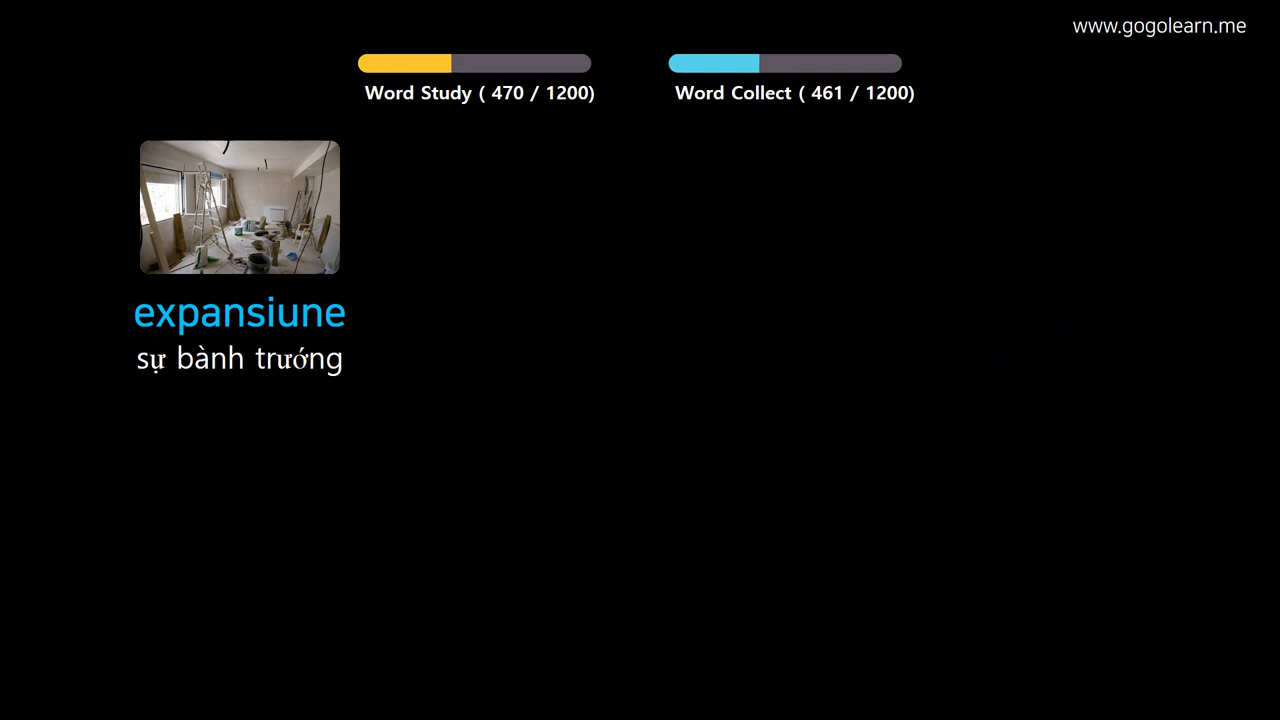 www.gogolearn.me
Word Study ( 470 / 1200)
Word Collect ( 461 / 1200)
expansiune
sự bành trướng